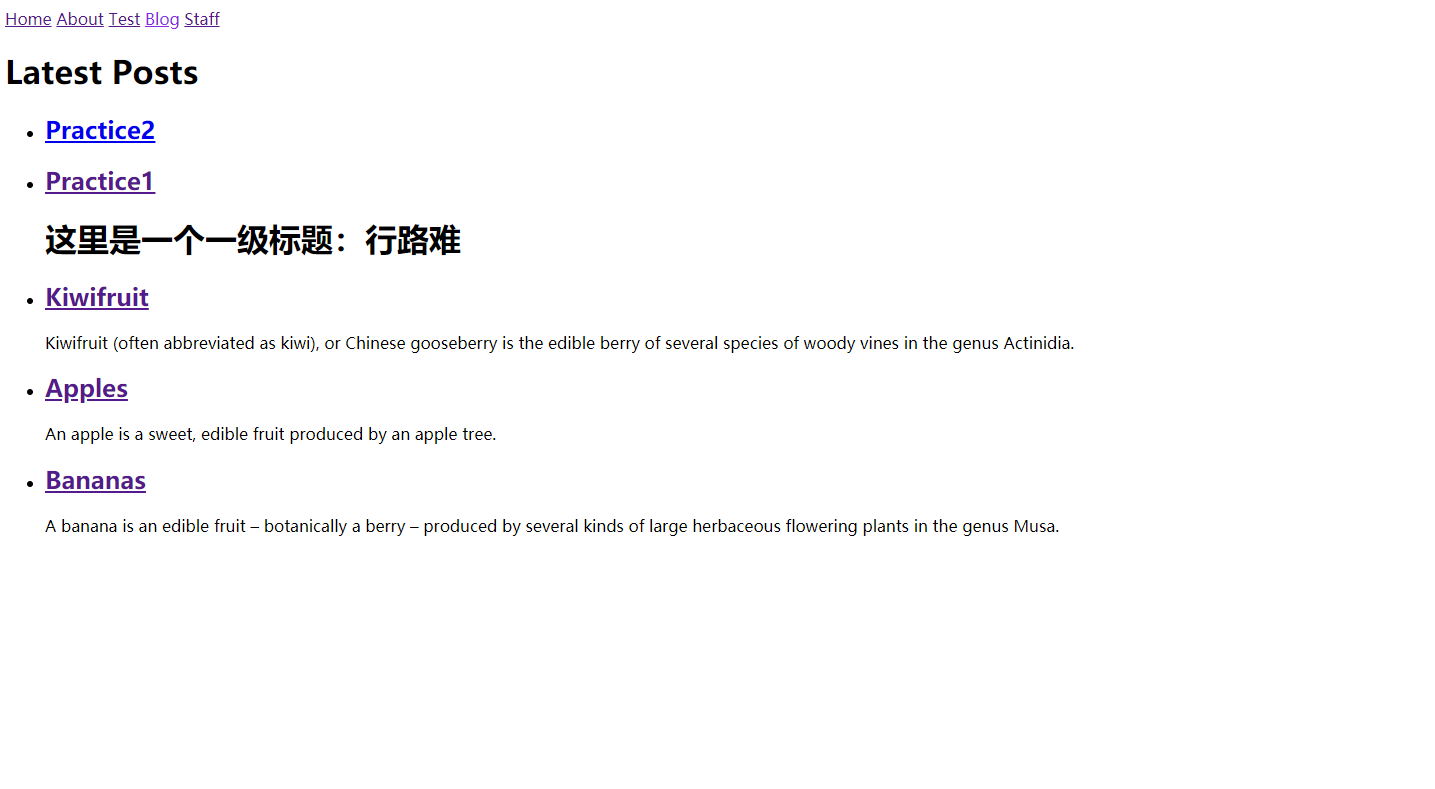 Home About Test Blog Staff
Latest Posts
Practice2
Practice1
这里是一个一级标题：行路难
Kiwifruit
Kiwifruit (often abbreviated as kiwi), or Chinese gooseberry is the edible berry of several species of woody vines in the genus Actinidia.
Apples
An apple is a sweet, edible fruit produced by an apple tree.
Bananas
A banana is an edible fruit – botanically a berry – produced by several kinds of large herbaceous flowering plants in the genus Musa.